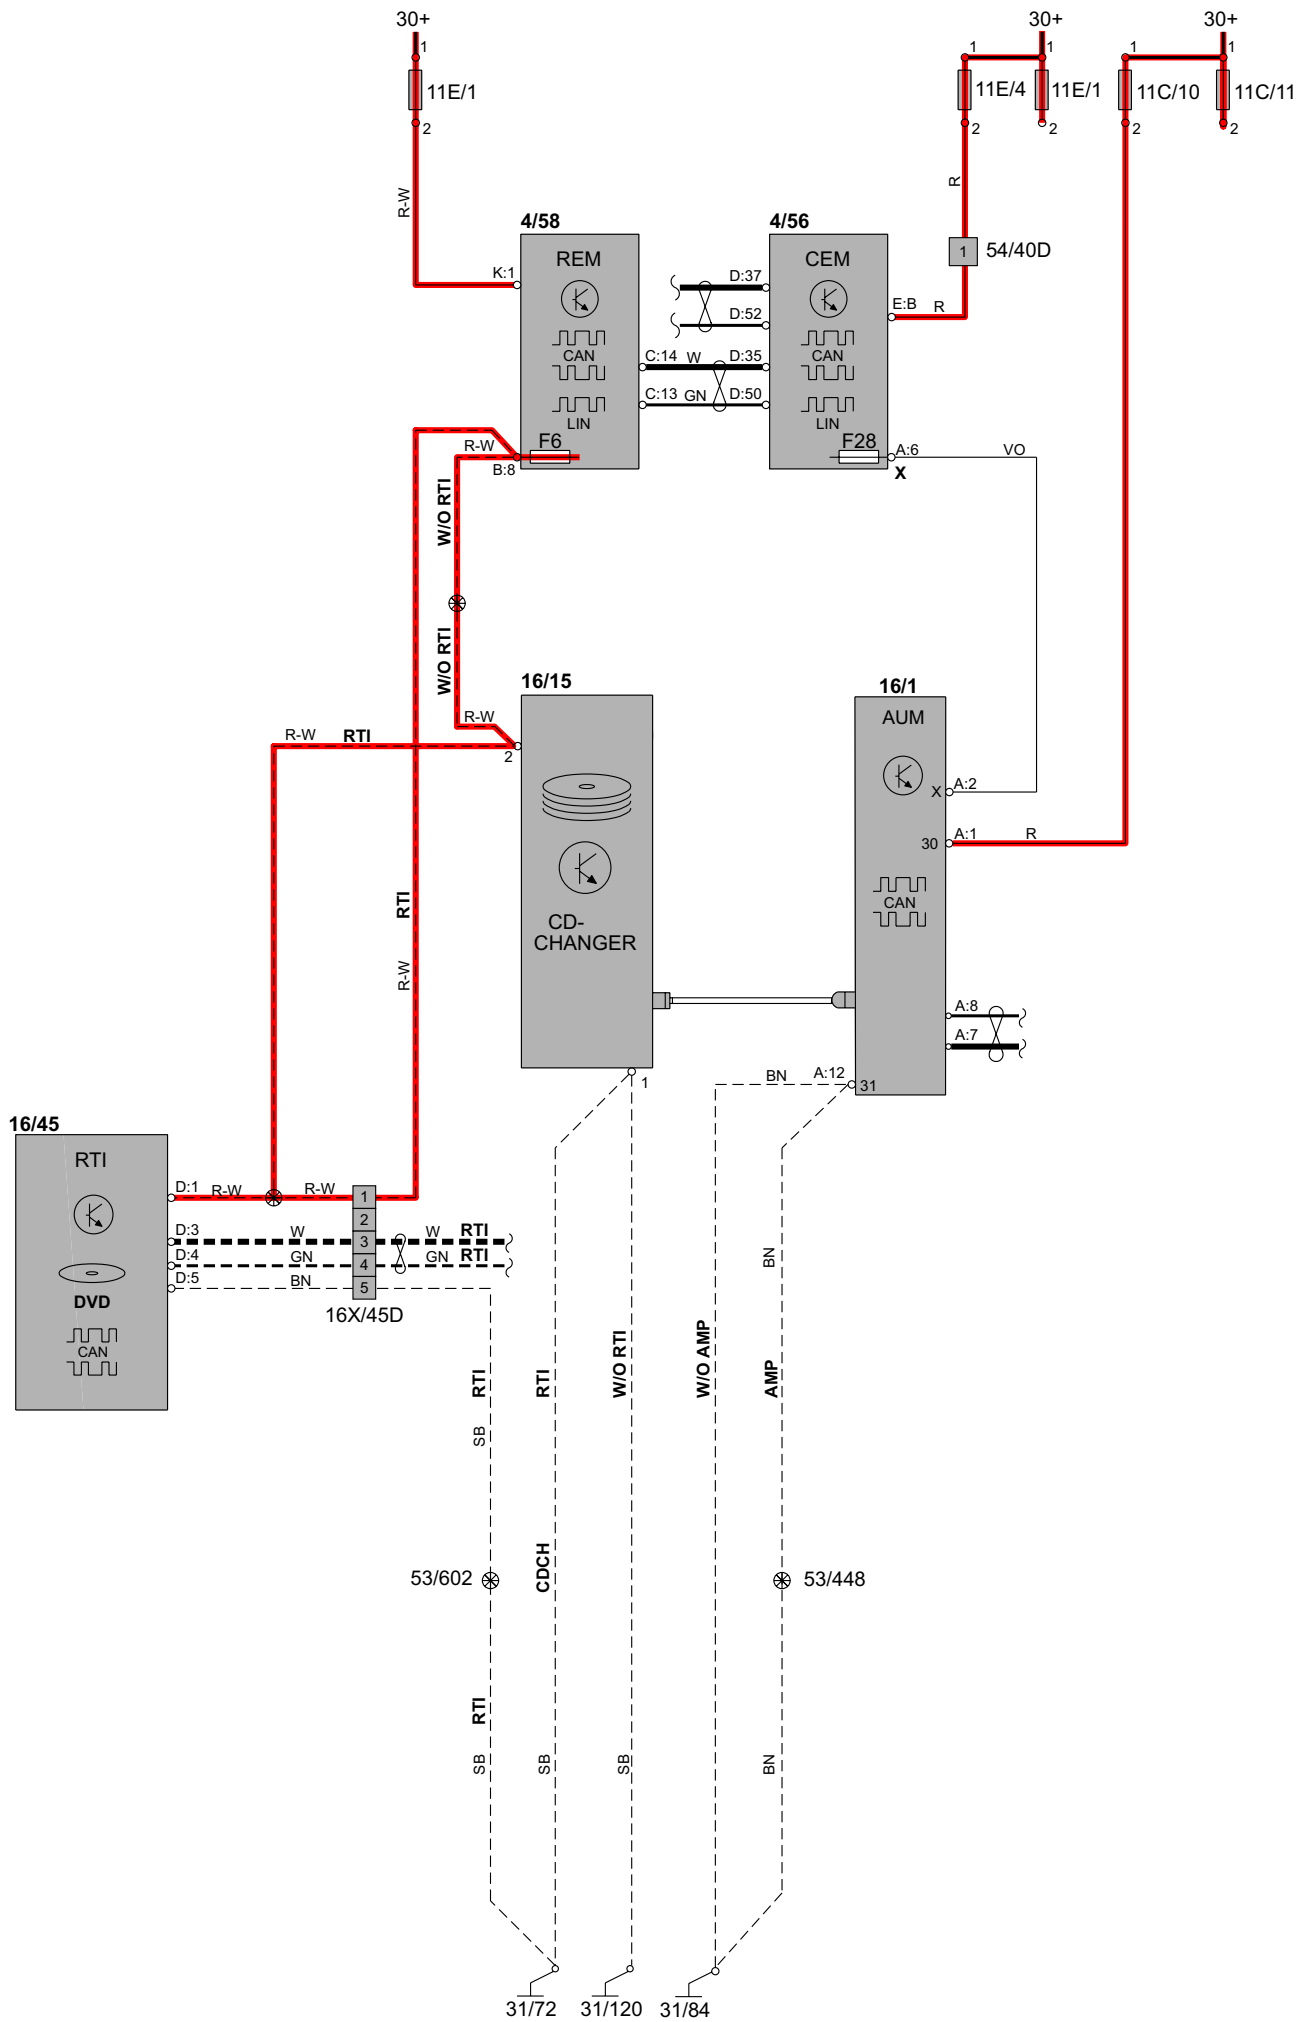 30+ 30+ 30+
1 1 1 1 1
11E/1 11E/4 11E/1 11C/10 11C/11
2 2 2 2 2
R-W R
4/58 4/56
1 54/40D
REM CEM
K:1 D:37
E:B R
D:52
CAN CAN
C:14 W D:35
C:13 GN D:50
LIN LIN
R-W F6 F28 A:6 VO
B:8 X
W/O RTI
W/O RTI
16/15 16/1
R-W AUM
R-W RTI
2
X A:2
30 A:1 R
RTI
CAN
CD-
CHANGER
R-W
A:8
A:7
BN A:12
1 31
16/45
RTI
D:1 R-W R-W 1
2
D:3 W 3 W RTI
D:4 GN 4 GN RTI
D:5 BN 5
DVD
16X/45D
CAN
BN
RTI RTI W/O RTI W/O AMP AMP
SB
53/602 CDCH 53/448
RTI
SB SB SB BN
31/72 31/120 31/84